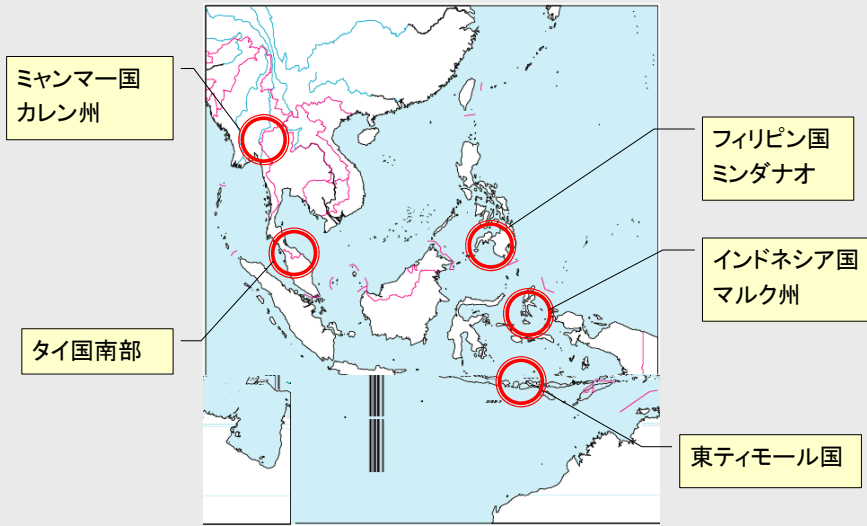 ミャンマー国
カレン州
フィリピン国
ミンダナオ
インドネシア国
マルク州
タイ国南部
東ティモール国